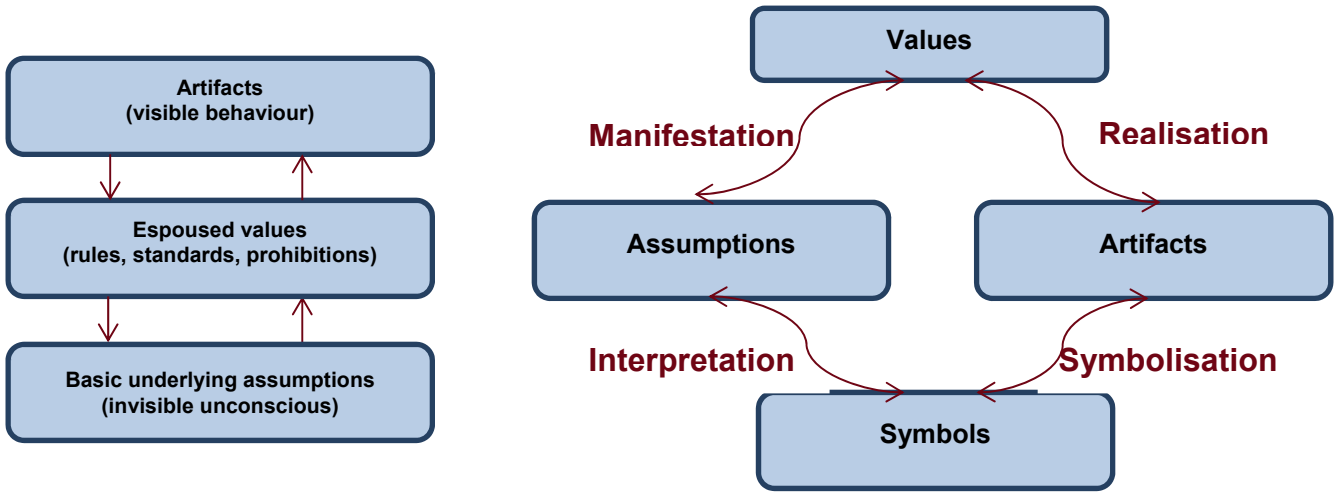 Artifacts
(visible behaviour)
Espoused values
(rules, standards, prohibitions)
Basic underlying assumptions
(invisible unconscious)
Values
Manifestation
Realisation
Assumptions
Artifacts
Interpretation
Symbolisation
Symbols